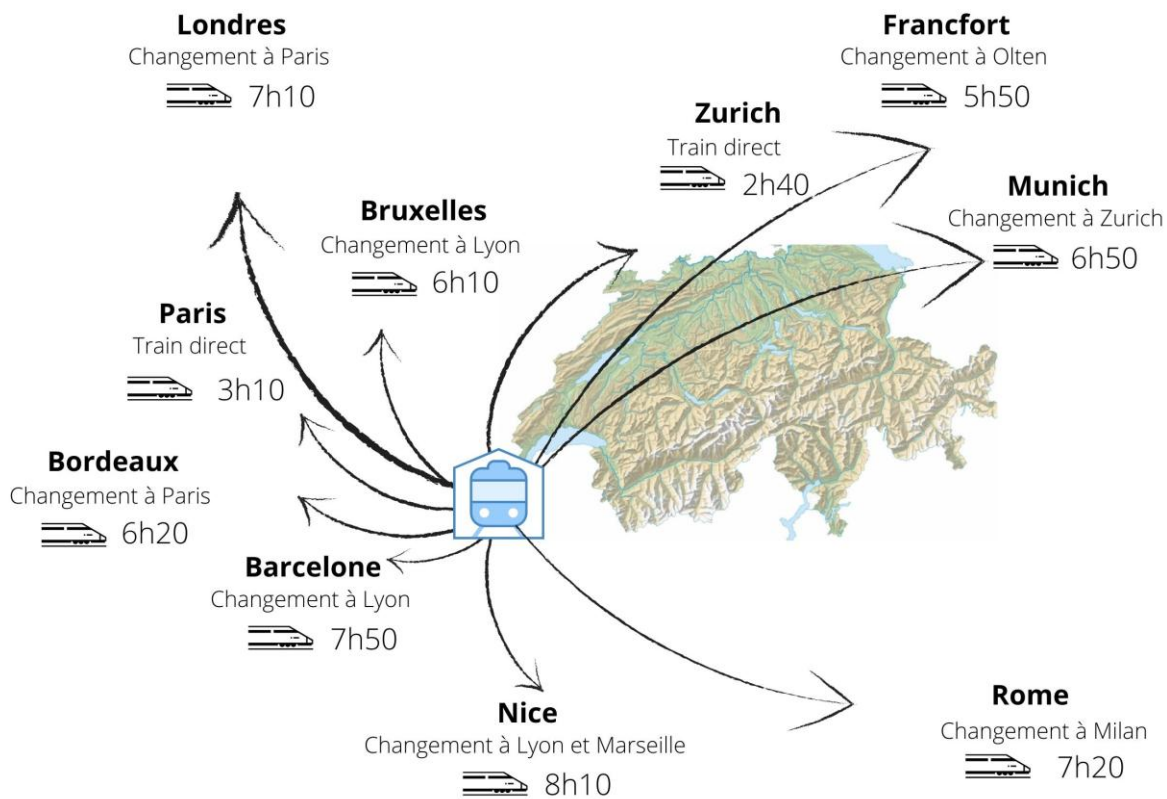 Londres
Changement à Paris
7h10
Francfort
Changement à Olten
5h50
Zurich
Train direct
2h40
Munich
Changement à Zurich
6h50
Bruxelles
Changement à Lyon
6h10
Paris
Train direct
3h10
Bordeaux
Changement à Paris
6h20
Barcelone
Changement à Lyon
7h50
Nice
Changement à Lyon et Marseille
8h10
Rome
Changement à Milan
7h20